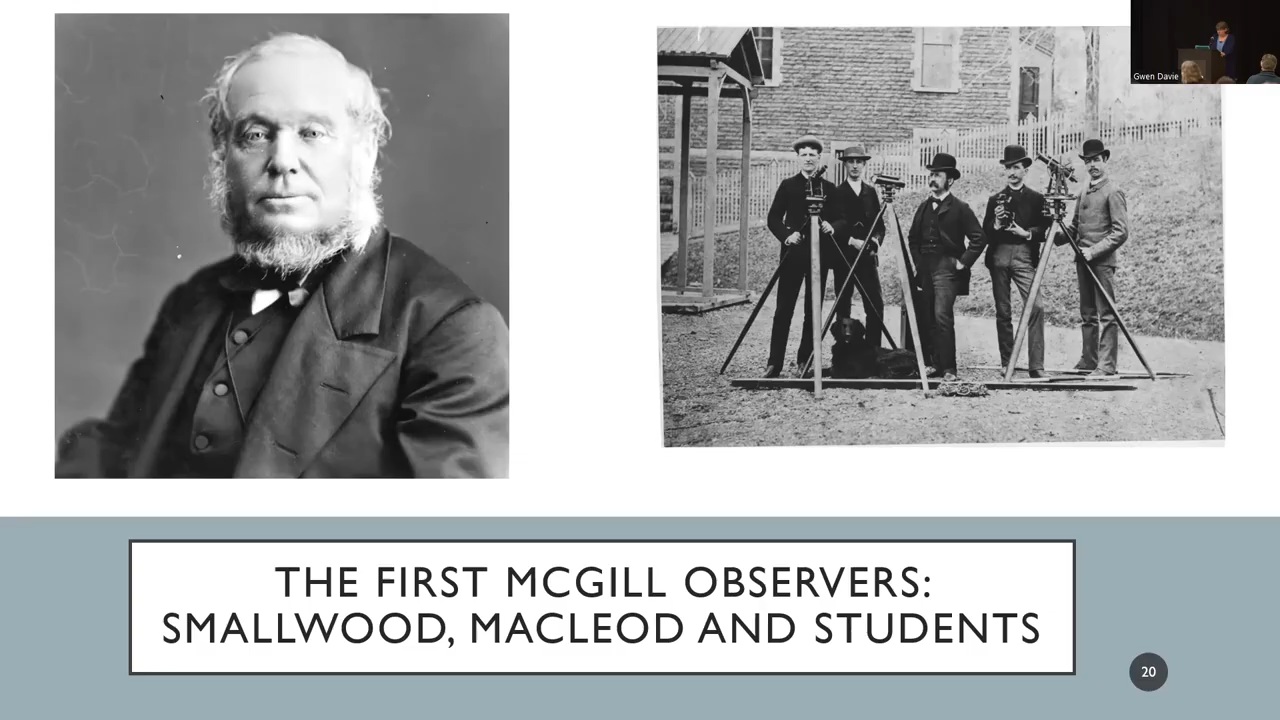 Gwen Davie
THE FIRST MCGILL OBSERVERS:
SMALLWOOD, MACLEOD AND STUDENTS
20